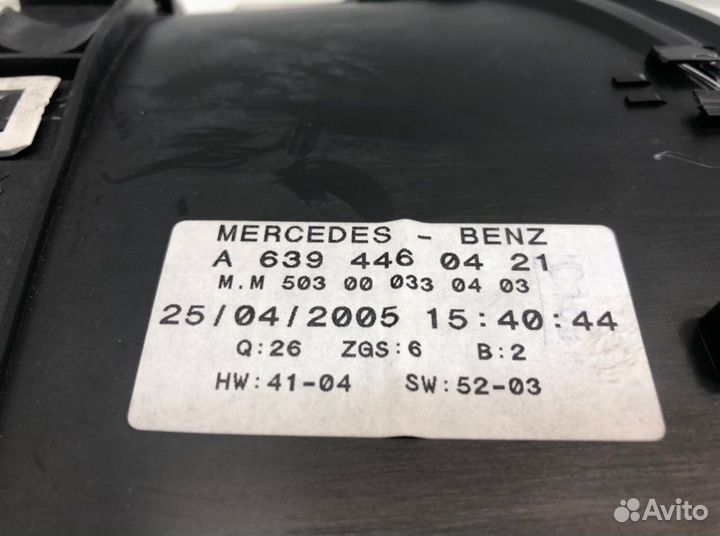 MERCEDES - BENZ
A 639 446 04 21
M.M 503 00 033 04 03
25/04/2005 15:40:44
Q:26 ZGS:6 B:2
HW:41-04 SW:52-03
Avito